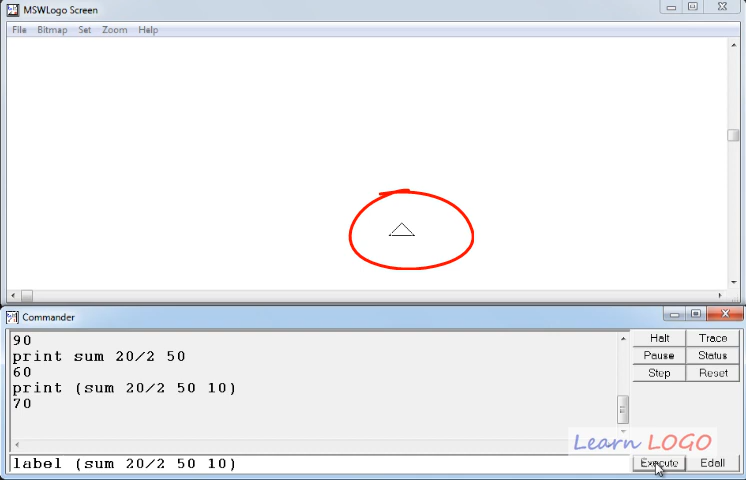 MSWLogo Screen
File Bitmap Set Zoom Help
Commander
90
print sum 20/2 50
60
print (sum 20/2 50 10)
70
Halt Trace
Pause Status
Step Reset
Learn LOGO
label (sum 20/2 50 10)
Execute Edall